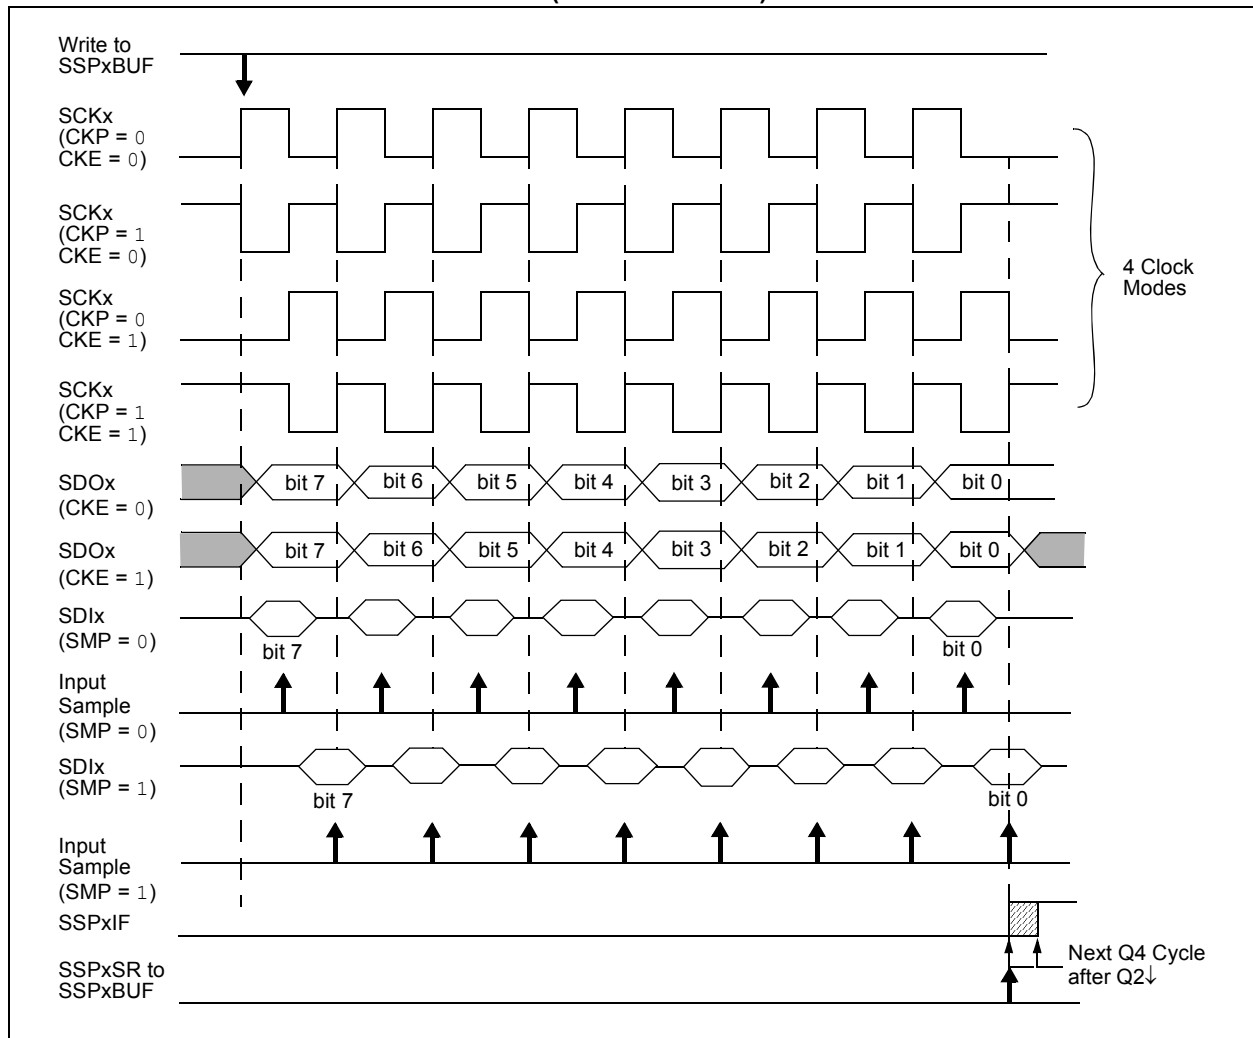 Write to
SSPxBUF
SCKx
(CKP = 0
CKE = 0)
SCKx
(CKP = 1
CKE = 0)
SCKx
(CKP = 0
CKE = 1)
SCKx
(CKP = 1
CKE = 1)
4 Clock
Modes
SDOx
(CKE = 0)
bit 7 bit 6 bit 5 bit 4 bit 3 bit 2 bit 1 bit 0
SDOx
(CKE = 1)
bit 7 bit 6 bit 5 bit 4 bit 3 bit 2 bit 1 bit 0
SDIx
(SMP = 0)
bit 7 bit 0
Input
Sample
(SMP = 0)
SDIx
(SMP = 1)
bit 7 bit 0
Input
Sample
(SMP = 1)
SSPxIF
SSPxSR to
SSPxBUF
Next Q4 Cycle
after Q2↓